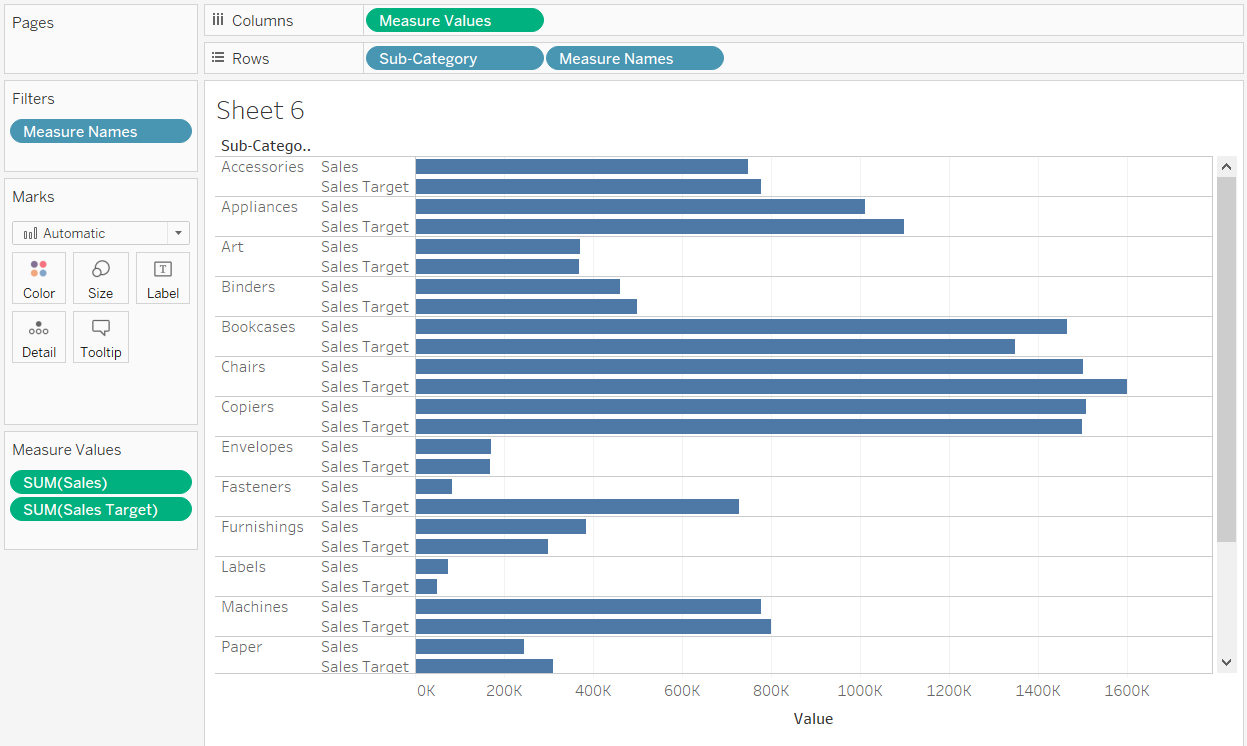 Pages
Columns
Measure Values
Rows
Sub-Category
Measure Names
Filters
Measure Names
Marks
Automatic
Color
Size
Label
Detail
Tooltip
Measure Values
SUM(Sales)
SUM(Sales Target)
Sheet 6
Sub-Catego..
Accessories Sales
Sales Target
Appliances Sales
Sales Target
Art Sales
Sales Target
Binders Sales
Sales Target
Bookcases Sales
Sales Target
Chairs Sales
Sales Target
Copiers Sales
Sales Target
Envelopes Sales
Sales Target
Fasteners Sales
Sales Target
Furnishings Sales
Sales Target
Labels Sales
Sales Target
Machines Sales
Sales Target
Paper Sales
Sales Target
0K 200K 400K 600K 800K 1000K 1200K 1400K 1600K
Value